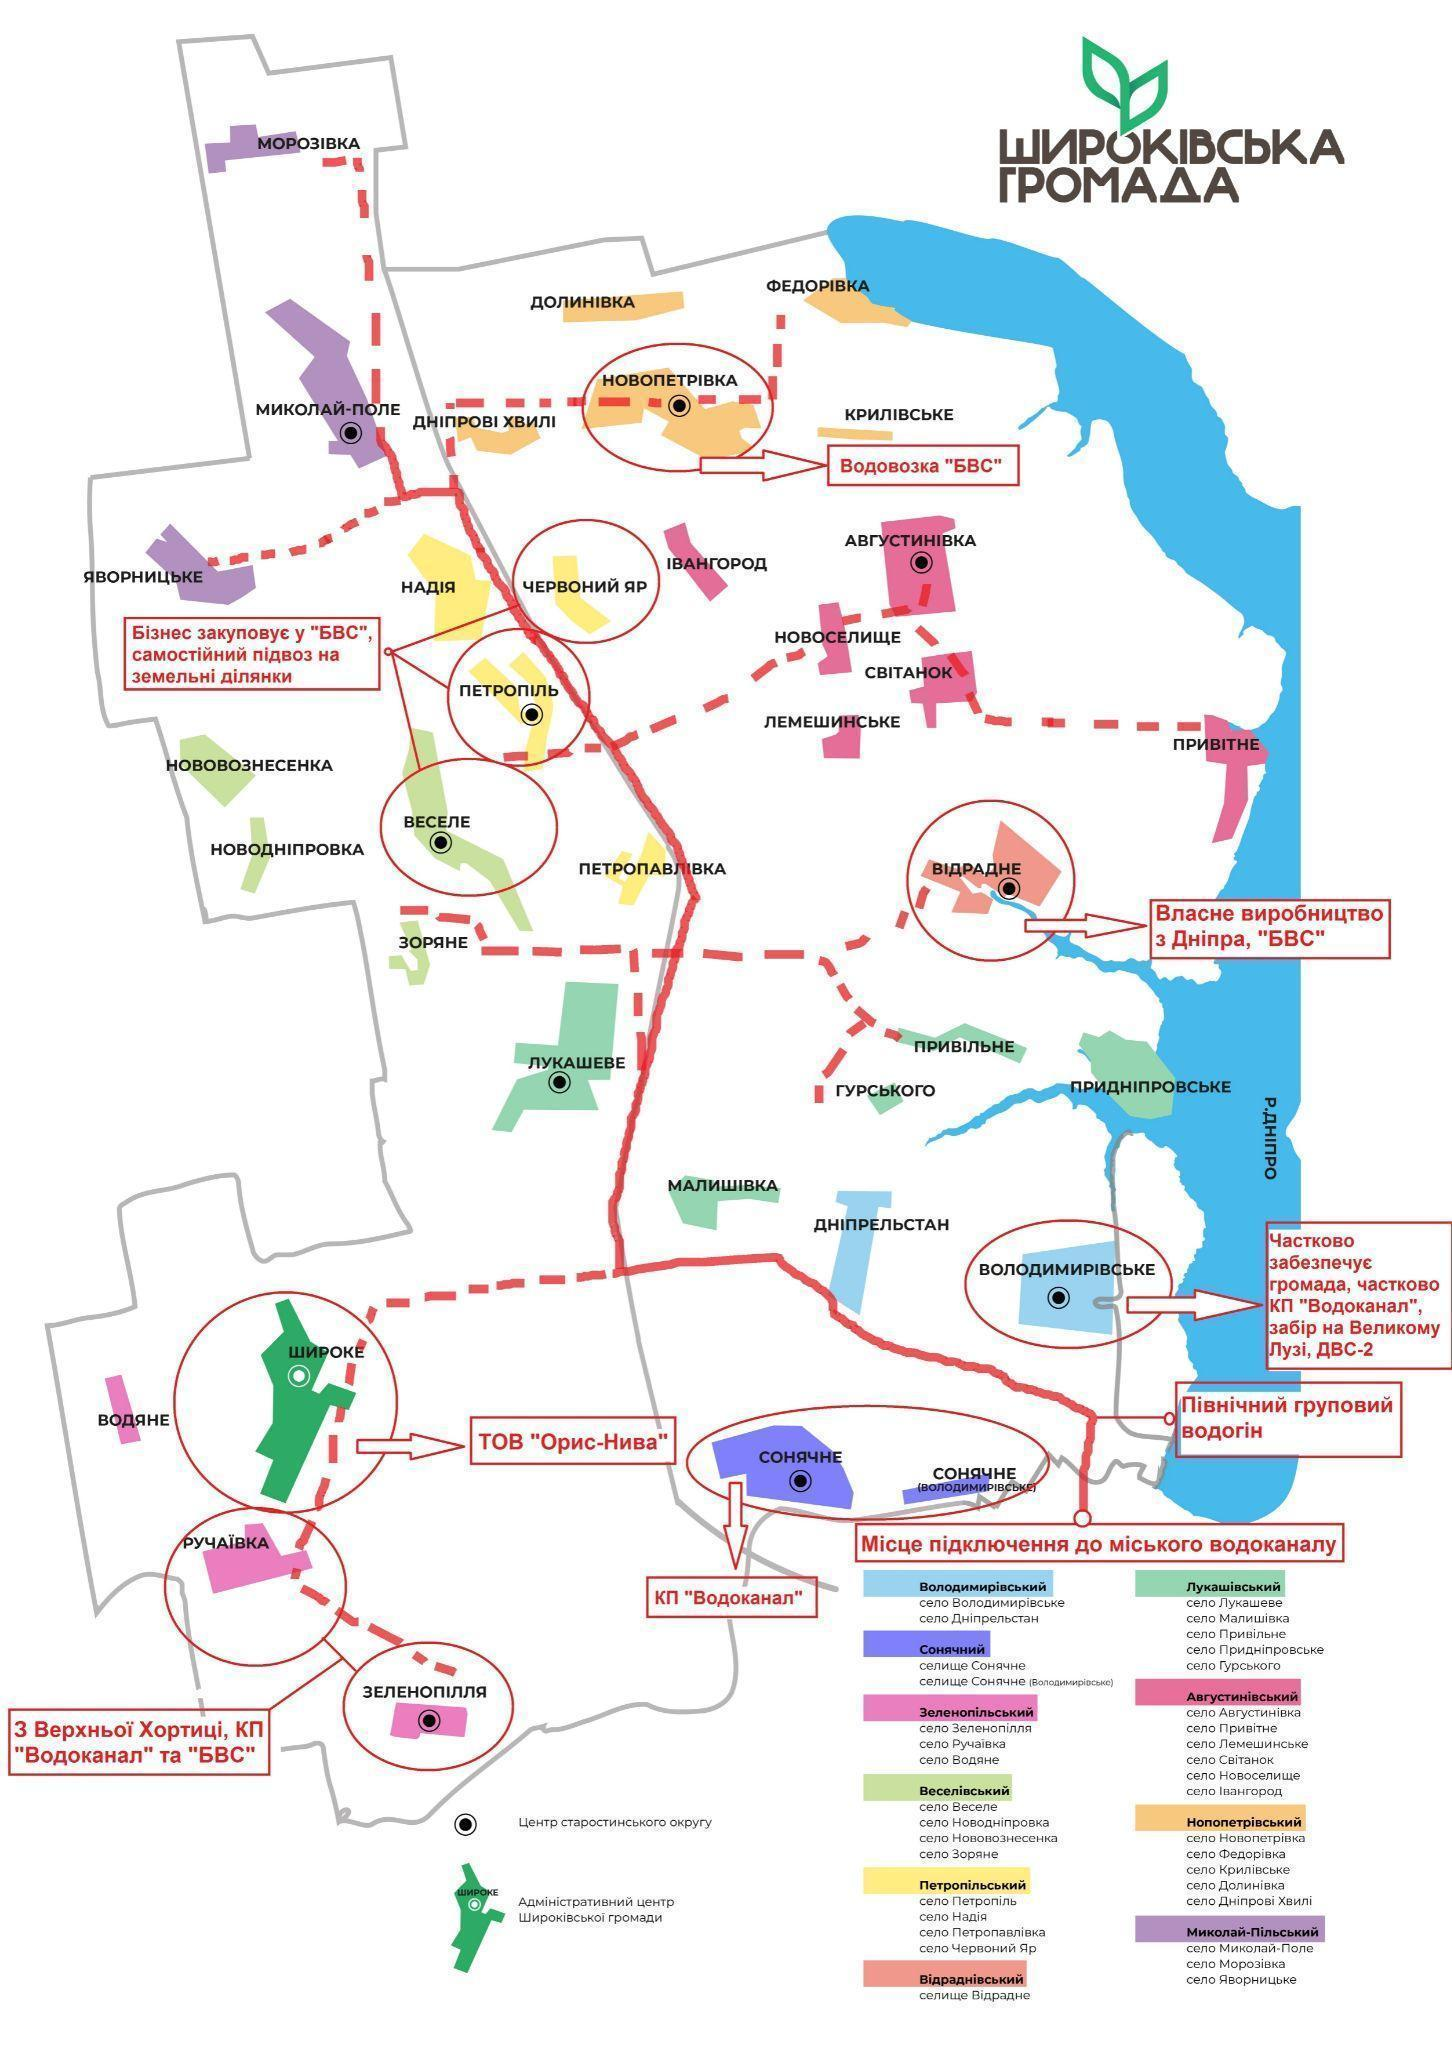 ШИРОКІВСЬКА
ГРОМАДА
МОРОЗІВКА
ДОЛИНІВКА
ФЕДОРІВКА
НОВОПЕТРІВКА
МИКОЛАЙ-ПОЛЕ
ДНІПРОВІ ХВИЛІ
КРИЛІВСЬКЕ
Водовозка "БВС"
АВГУСТИНІВКА
ІВАНГОРОД
ЯВОРНИЦЬКЕ
НАДІЯ
ЧЕРВОНИЙ ЯР
Бізнес закуповує у "БВС",
самостійний підвоз на
земельні ділянки
НОВОСЕЛИЩЕ
СВІТАНОК
ПЕТРОПІЛЬ
ЛЕМЕШИНСЬКЕ
ПРИВІТНЕ
НОВОВОЗНЕСЕНКА
ВЕСЕЛЕ
НОВОДНІПРОВКА
ПЕТРОПАВЛІВКА
ВІДРАДНЕ
Власне виробництво
з Дніпра, "БВС"
ЗОРЯНЕ
ПРИВІЛЬНЕ
ЛУКАШЕВЕ
ГУРСЬКОГО
ПРИДНІПРОВСЬКЕ
Р.ДНІПРО
МАЛИШІВКА
ДНІПРЕЛЬСТАН
ВОЛОДИМИРІВСЬКЕ
Частково
забезпечує
громада, частково
КП "Водоканал",
забір на Великому
Лузі, ДВС-2
ШИРОКЕ
ВОДЯНЕ
Північний груповий
водогін
ТОВ "Орис-Нива"
СОНЯЧНЕ
СОНЯЧНЕ
(ВОЛОДИМИРІВСЬКЕ)
РУЧАЇВКА
Місце підключення до міського водоканалу
КП "Водоканал"
ЗЕЛЕНОПІЛЛЯ
З Верхньої Хортиці, КП
"Водоканал" та "БВС"
Центр старостинського округу
ШИРОКЕ
Адміністративний центр
Широківської громади
Володимирівський
село Володимирівське
село Дніпрельстан
Сонячний
селище Сонячне
селище Сонячне (Володимирівське)
Зеленопільський
село Зеленопілля
село Ручаївка
село Водяне
Веселівський
село Веселе
село Новодніпровка
село Нововознесенка
село Зоряне
Петропільський
село Петропіль
село Надія
село Петропавлівка
село Червоний Яр
Відраднівський
селище Відрадне
Лукашівський
село Лукашеве
село Малишівка
село Привільне
село Придніпровське
село Гурського
Августинівський
село Августинівка
село Привітне
село Лемешинське
село Світанок
село Новоселище
село Івангород
Нопопетрівський
село Новопетрівка
село Федорівка
село Крилівське
село Долинівка
село Дніпрові Хвилі
Миколай-Пільський
село Миколай-Поле
село Морозівка
село Яворницьке